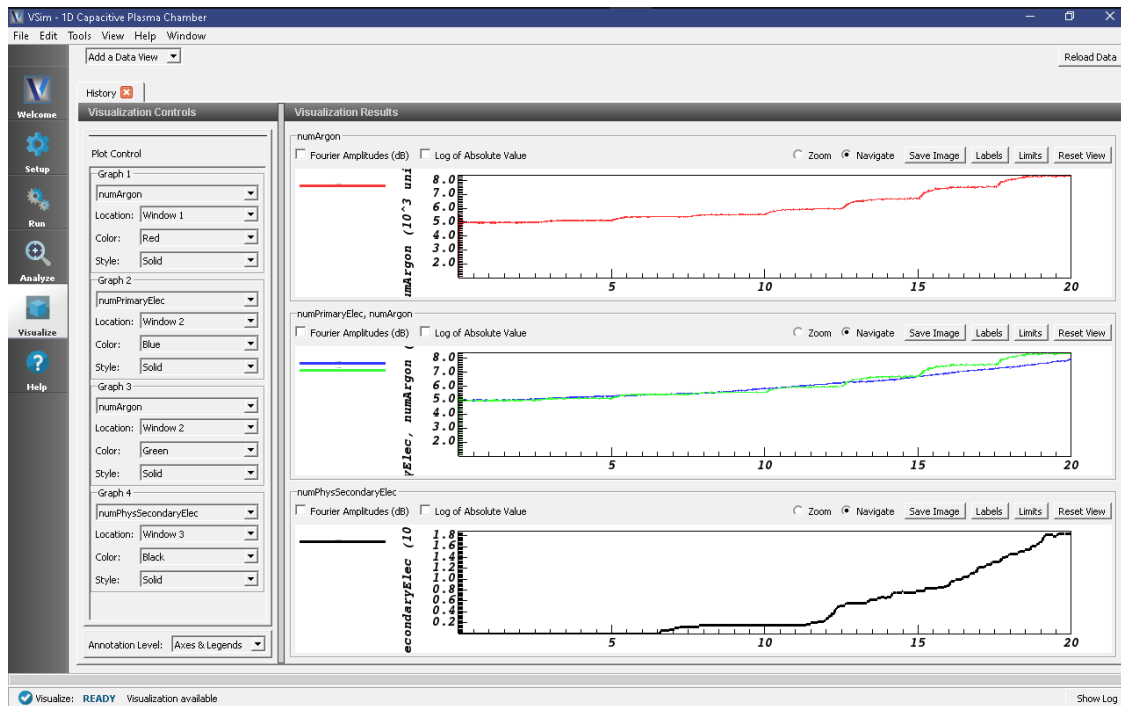 VSim - 1D Capacitive Plasma Chamber
File Edit Tools View Help Window
Add a Data View
Reload Data
History
Welcome
Setup
Run
Analyze
Visualize
Help
Visualization Controls
Plot Control
Graph 1
numArgon
Location: Window 1
Color: Red
Style: Solid
Graph 2
numPrimaryElec
Location: Window 2
Color: Blue
Style: Solid
Graph 3
numArgon
Location: Window 2
Color: Green
Style: Solid
Graph 4
numPhysSecondaryElec
Location: Window 3
Color: Black
Style: Solid
Annotation Level: Axes & Legends
Visualization Results
numArgon
Fourier Amplitudes (dB) Log of Absolute Value Zoom Navigate Save Image Labels Limits Reset View
umArgon (10^3 uni
8.0
7.0
6.0
5.0
4.0
3.0
2.0
5 10 15 20
numPrimaryElec, numArgon
Fourier Amplitudes (dB) Log of Absolute Value Zoom Navigate Save Image Labels Limits Reset View
yElec, numArgon (
8.0
7.0
6.0
5.0
4.0
3.0
2.0
5 10 15 20
numPhysSecondaryElec
Fourier Amplitudes (dB) Log of Absolute Value Zoom Navigate Save Image Labels Limits Reset View
econdaryElec (10
1.8
1.6
1.4
1.2
1.0
0.8
0.6
0.4
0.2
5 10 15 20
Visualize: READY Visualization available
Show Log